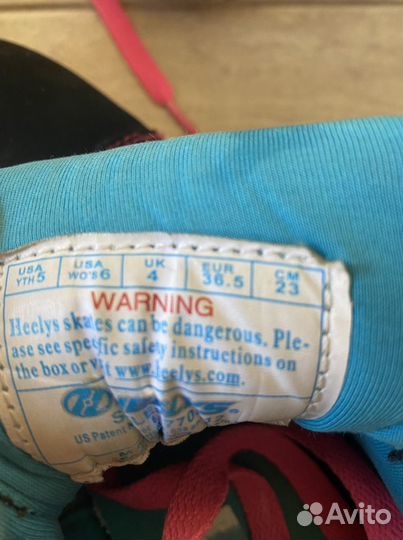 USA YTH 5 USA WO'S 6 UK 4 EUR 36.5 CM 23
WARNING
Heelys skates can be dangerous. Ple-
ase see specific safety instructions on
the box or visit www.heelys.com.
US Patent
Avito